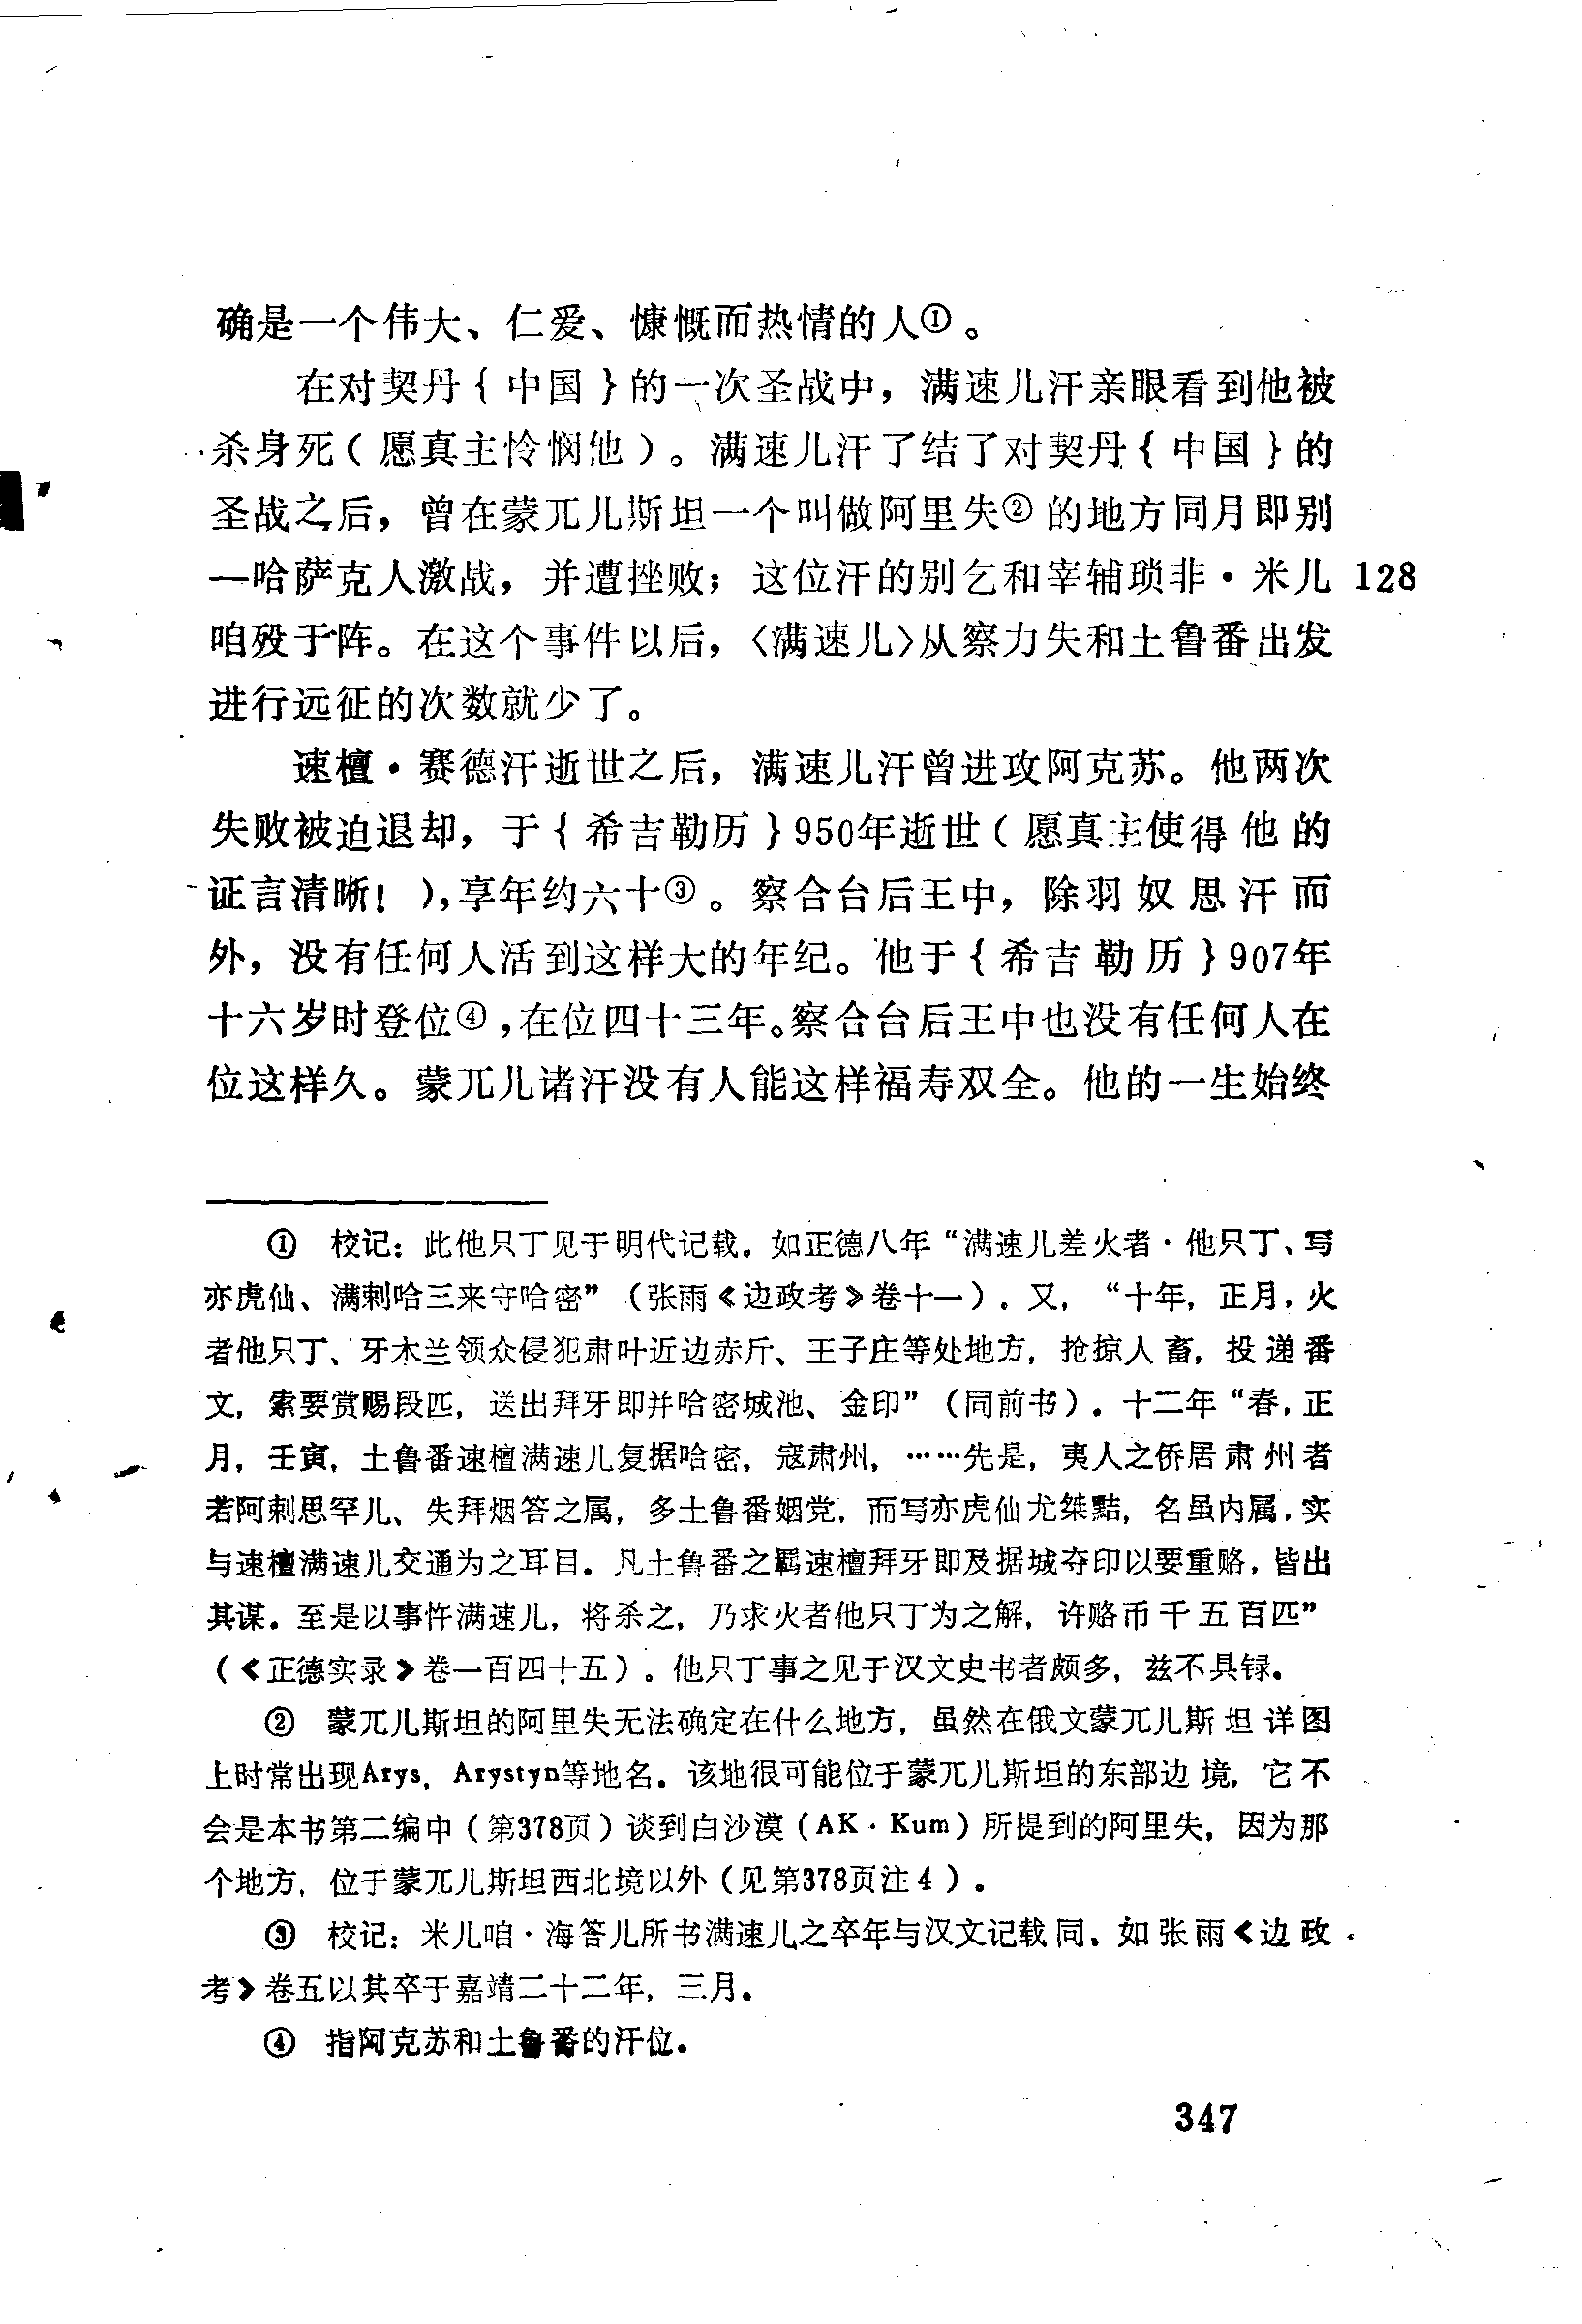 确是一个伟大、仁爱、慷慨而热情的人①。
在对契丹{中国}的一次圣战中，满速儿汗亲眼看到他被
杀身死（愿真主怜悯他）。满速儿汗了结了对契丹{中国}的
圣战之后，曾在蒙兀儿斯坦一个叫做阿里失②的地方同月即别
—哈萨克人激战，并遭挫败；这位汗的别乞和宰辅琐非·米儿 128
咱殁于阵。在这个事件以后，〈满速儿〉从察力失和土鲁番出发
进行远征的次数就少了。
速檀·赛德汗逝世之后，满速儿汗曾进攻阿克苏。他两次
失败被迫退却，于{希吉勒历}950年逝世（愿真主使得他的
证言清晰！），享年约六十③。察合台后王中，除羽奴思汗而
外，没有任何人活到这样大的年纪。他于{希吉勒历}907年
十六岁时登位④，在位四十三年。察合台后王中也没有任何人在
位这样久。蒙兀儿诸汗没有人能这样福寿双全。他的一生始终
① 校记：此他只丁见于明代记载。如正德八年“满速儿差火者·他只丁、写
亦虎仙、满剌哈三来守哈密”（张雨《边政考》卷十一）。又，“十年，正月，火
者他只丁、牙木兰领众侵犯肃叶近边赤斤、王子庄等处地方，抢掠人畜，投递番
文，索要赏赐段匹，送出拜牙即并哈密城池、金印”（同前书）。十二年“春，正
月，壬寅，土鲁番速檀满速儿复据哈密，寇肃州，……先是，夷人之侨居肃州者
若阿剌思罕儿、失拜烟答之属，多土鲁番姻党，而写亦虎仙尤桀黠，名虽内属，实
与速檀满速儿交通为之耳目。凡土鲁番之羁速檀拜牙即及据城夺印以要重赂，皆出
其谋。至是以事忤满速儿，将杀之，乃求火者他只丁为之解，许赂币千五百匹”
（《正德实录》卷一百四十五）。他只丁事之见于汉文史书者颇多，兹不具录。
② 蒙兀儿斯坦的阿里失无法确定在什么地方，虽然在俄文蒙兀儿斯坦详图
上时常出现Arys，Arystyn等地名。该地很可能位于蒙兀儿斯坦的东部边境，它不
会是本书第二编中（第378页）谈到白沙漠（AK·Kum）所提到的阿里失，因为那
个地方，位于蒙兀儿斯坦西北境以外（见第378页注4）。
③ 校记：米儿咱·海答儿所书满速儿之卒年与汉文记载同。如张雨《边政
考》卷五以其卒于嘉靖二十二年，三月。
④ 指阿克苏和土鲁番的汗位。
347